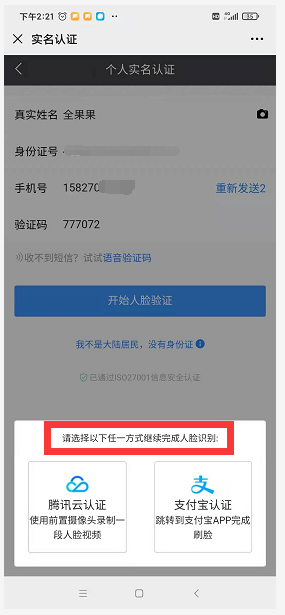 下午2:21
实名认证
个人实名认证
真实姓名 全果果
身份证号
手机号 158270 重新发送2
验证码 777072
收不到短信？试试语音验证码
开始人脸验证
我不是大陆居民，没有身份证
已通过ISO27001信息安全认证
请选择以下任一方式继续完成人脸识别:
腾讯云认证
使用前置摄像头录制一
段人脸视频
支付宝认证
跳转到支付宝APP完成
刷脸